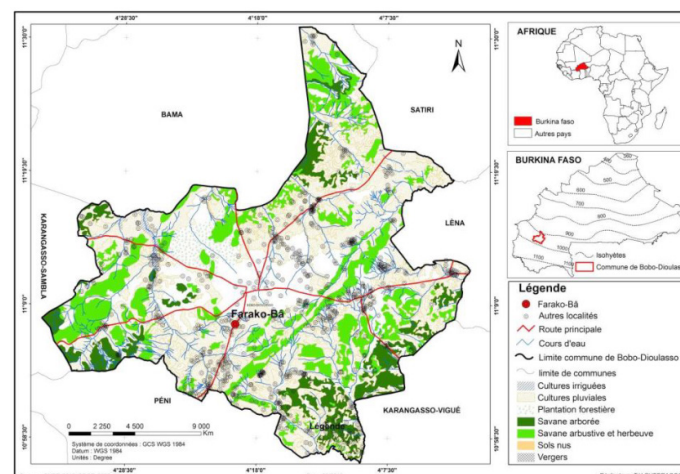 4°28'30"W
4°18'0"W
4°7'30"W
11°30'0"N
11°19'30"N
11°9'0"N
10°58'30"N
N
BAMA
SATIRI
LÉNA
KARANGASSO-SAMBLA
Farako-Bâ
PÉNI
KARANGASSO-VIGUÉ
Légende
0 2 250 4 500 9 000
Km
Système de coordonnées : GCS WGS 1984
Datum : WGS 1984
Unités : Degree
AFRIQUE
Burkina faso
Autres pays
BURKINA FASO
500
600
700
800
900
1000
1100
Isohyètes
Commune de Bobo-Dioulasso
Légende
Farako-Bâ
Autres localités
Route principale
Cours d'eau
Limite commune de Bobo-Dioulasso
limite de communes
Cultures irriguées
Cultures pluviales
Plantation forestière
Savane arborée
Savane arbustive et herbeuve
Sols nus
Vergers